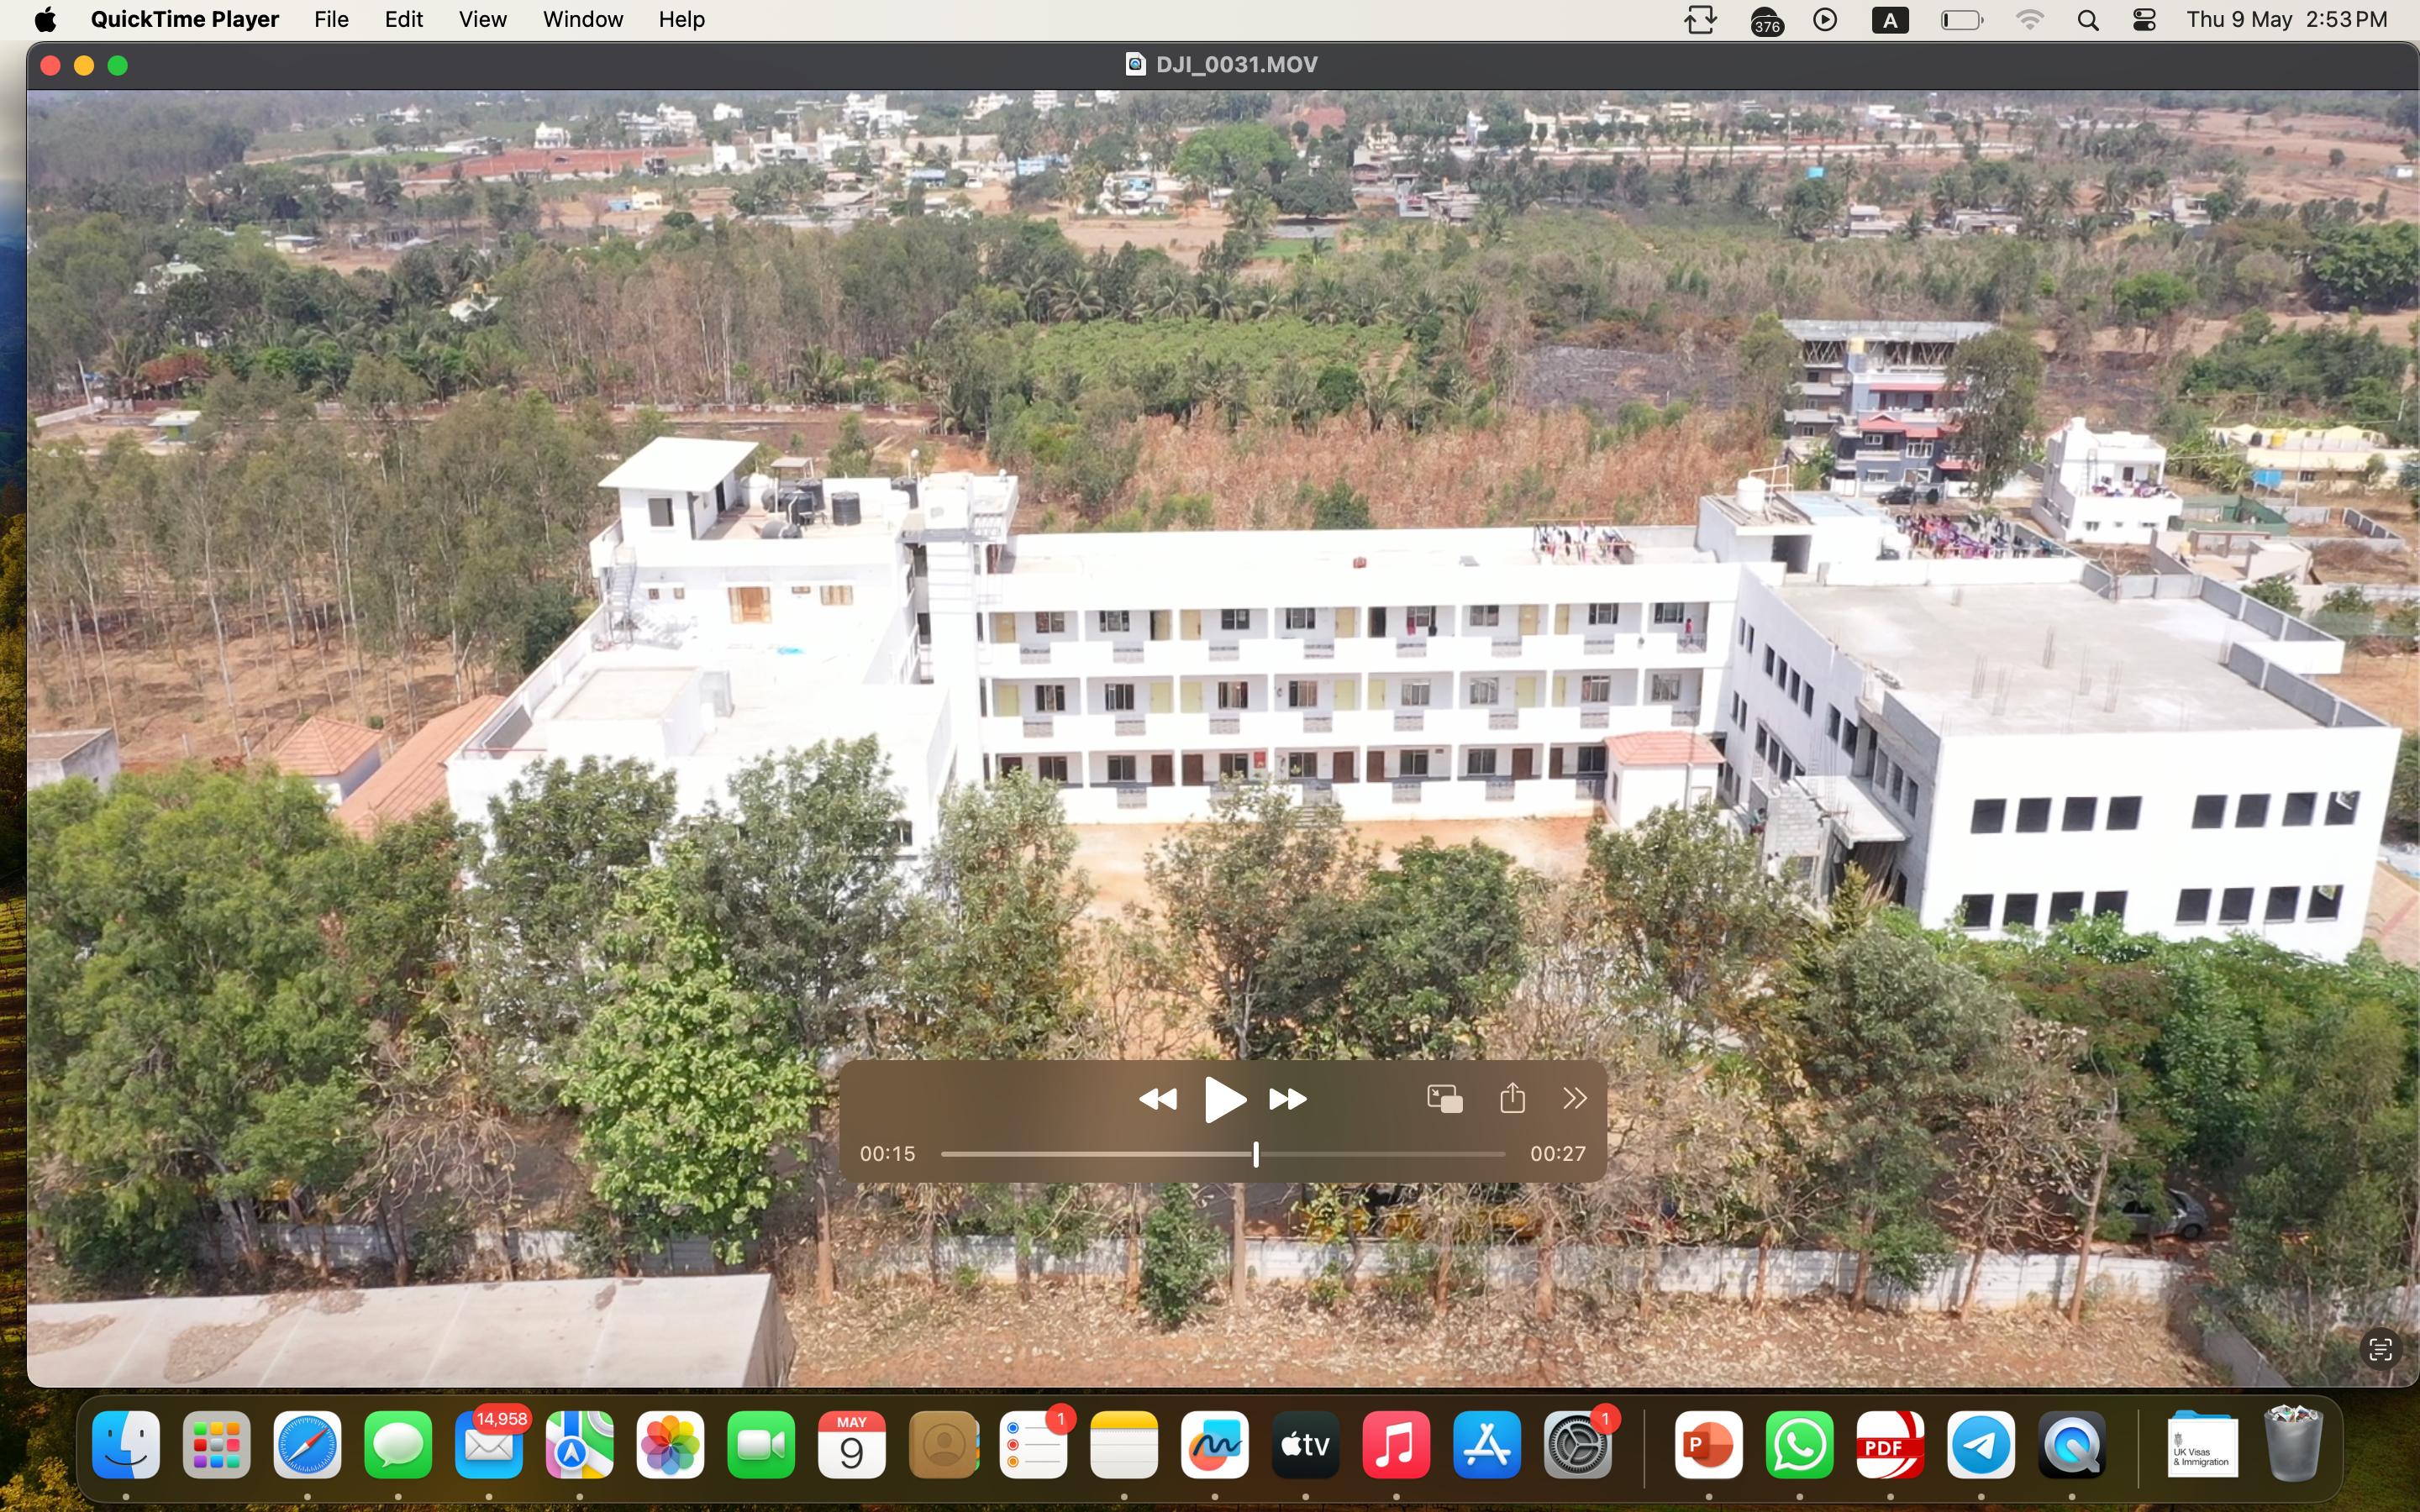 QuickTime Player File Edit View Window Help 376 A Thu 9 May 2:53 PM
DJI_0031.MOV
00:15 00:27
14,958 MAY 1 1
9 tv P PDF UK Visas
& Immigration